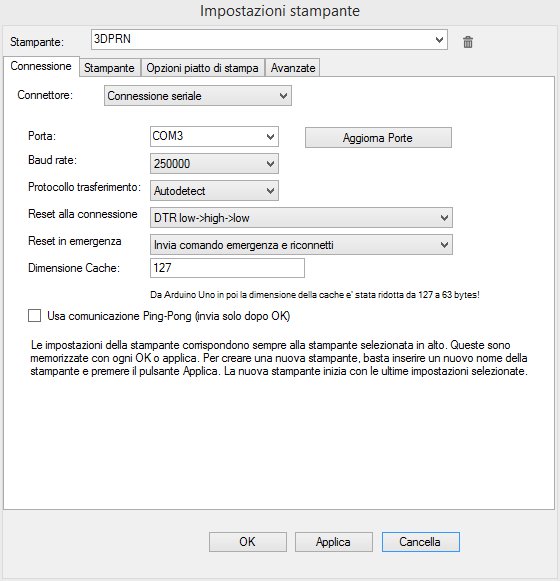 Impostazioni stampante
Stampante: 3DPRN
Connessione Stampante Opzioni piatto di stampa Avanzate
Connettore: Connessione seriale
Porta: COM3 Aggiorna Porte
Baud rate: 250000
Protocollo trasferimento: Autodetect
Reset alla connessione DTR low->high->low
Reset in emergenza Invia comando emergenza e riconnetti
Dimensione Cache: 127
Da Arduino Uno in poi la dimensione della cache e' stata ridotta da 127 a 63 bytes!
Usa comunicazione Ping-Pong (invia solo dopo OK)
Le impostazioni della stampante corrispondono sempre alla stampante selezionata in alto. Queste sono
memorizzate con ogni OK o applica. Per creare una nuova stampante, basta inserire un nuovo nome della
stampante e premere il pulsante Applica. La nuova stampante inizia con le ultime impostazioni selezionate.
OK Applica Cancella